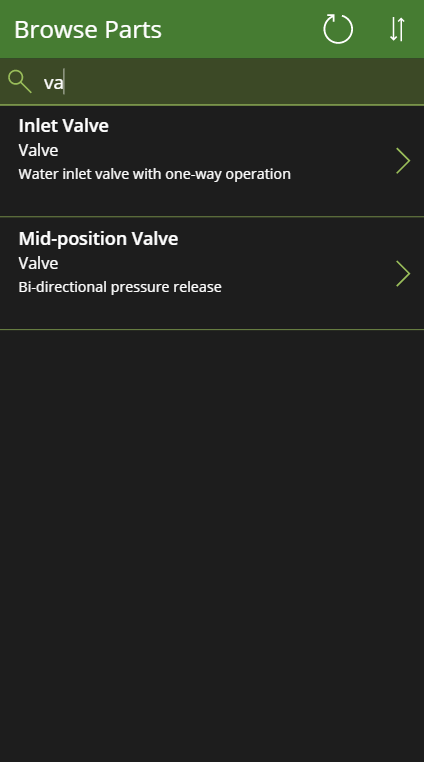 Browse Parts
va
Inlet Valve
Valve
Water inlet valve with one-way operation
Mid-position Valve
Valve
Bi-directional pressure release